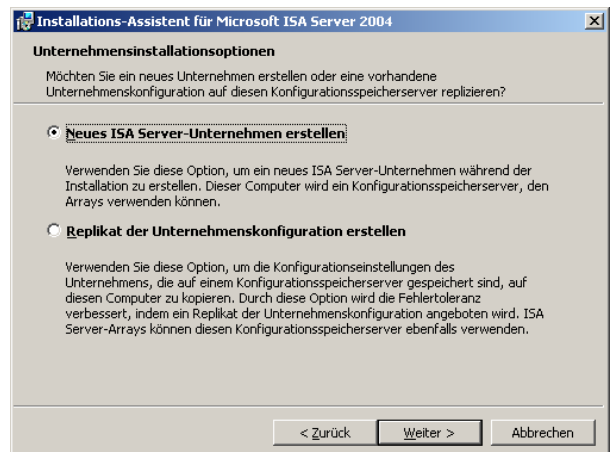 Installations-Assistent für Microsoft ISA Server 2004
Unternehmensinstallationsoptionen
Möchten Sie ein neues Unternehmen erstellen oder eine vorhandene
Unternehmenskonfiguration auf diesen Konfigurationsspeicherserver replizieren?
Neues ISA Server-Unternehmen erstellen
Verwenden Sie diese Option, um ein neues ISA Server-Unternehmen während der
Installation zu erstellen. Dieser Computer wird ein Konfigurationsspeicherserver, den
Arrays verwenden können.
Replikat der Unternehmenskonfiguration erstellen
Verwenden Sie diese Option, um die Konfigurationseinstellungen des
Unternehmens, die auf einem Konfigurationsspeicherserver gespeichert sind, auf
diesen Computer zu kopieren. Durch diese Option wird die Fehlertoleranz
verbessert, indem ein Replikat der Unternehmenskonfiguration angeboten wird. ISA
Server-Arrays können diesen Konfigurationsspeicherserver ebenfalls verwenden.
< Zurück Weiter > Abbrechen